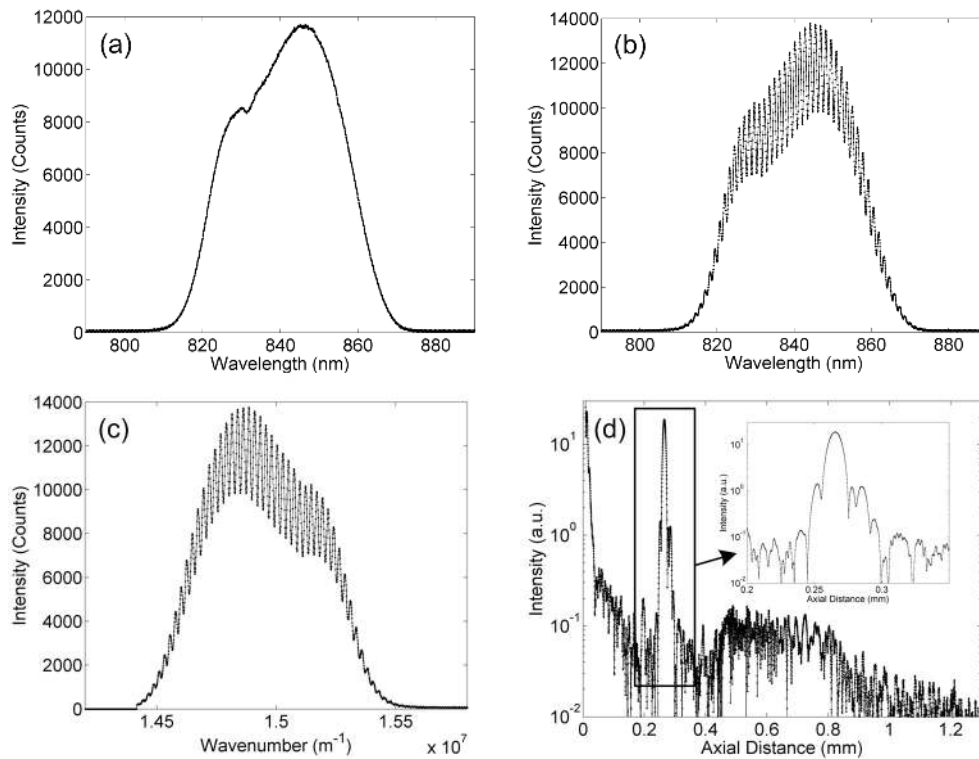 (a)
12000
10000
8000
6000
4000
2000
0
Intensity (Counts)
800 820 840 860 880
Wavelength (nm)
(b)
14000
12000
10000
8000
6000
4000
2000
0
Intensity (Counts)
800 820 840 860 880
Wavelength (nm)
(c)
14000
12000
10000
8000
6000
4000
2000
0
Intensity (Counts)
1.45 1.5 1.55
Wavenumber (m⁻¹) x 10⁷
(d)
10¹
10⁰
10⁻¹
10⁻²
Intensity (a.u.)
0 0.2 0.4 0.6 0.8 1 1.2
Axial Distance (mm)
10¹
10⁰
10⁻¹
10⁻²
Intensity (a.u.)
0.2 0.25 0.3
Axial Distance (mm)